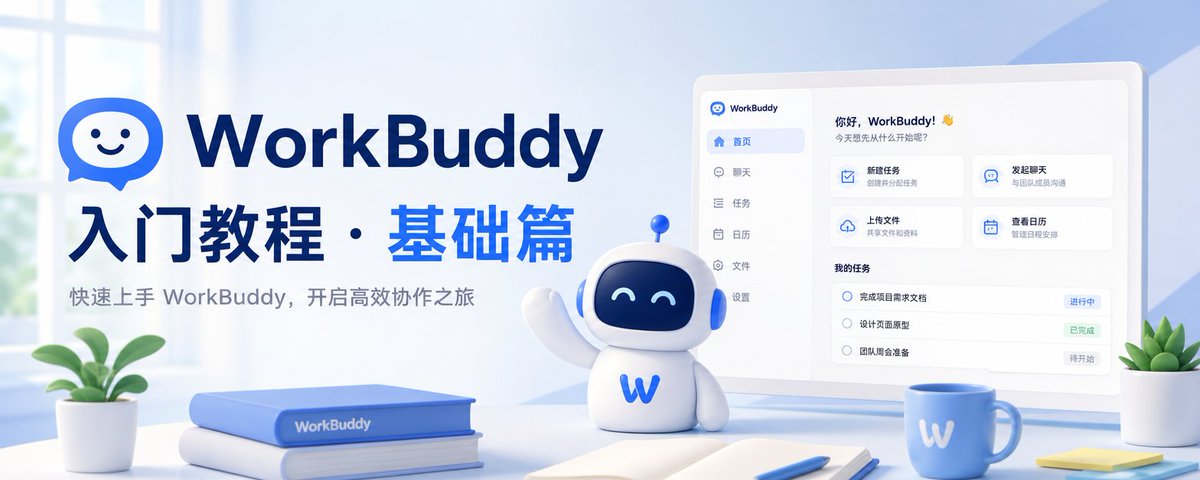 WorkBuddy
入门教程 · 基础篇
快速上手 WorkBuddy，开启高效协作之旅
WorkBuddy
W
WorkBuddy
首页
聊天
任务
日历
文件
设置
你好，WorkBuddy! 👋
今天想先从什么开始呢?
新建任务
创建并分配任务
发起聊天
与团队成员沟通
上传文件
共享文件和资料
查看日历
管理日程安排
我的任务
完成项目需求文档 进行中
设计页面原型 已完成
团队周会准备 待开始
W